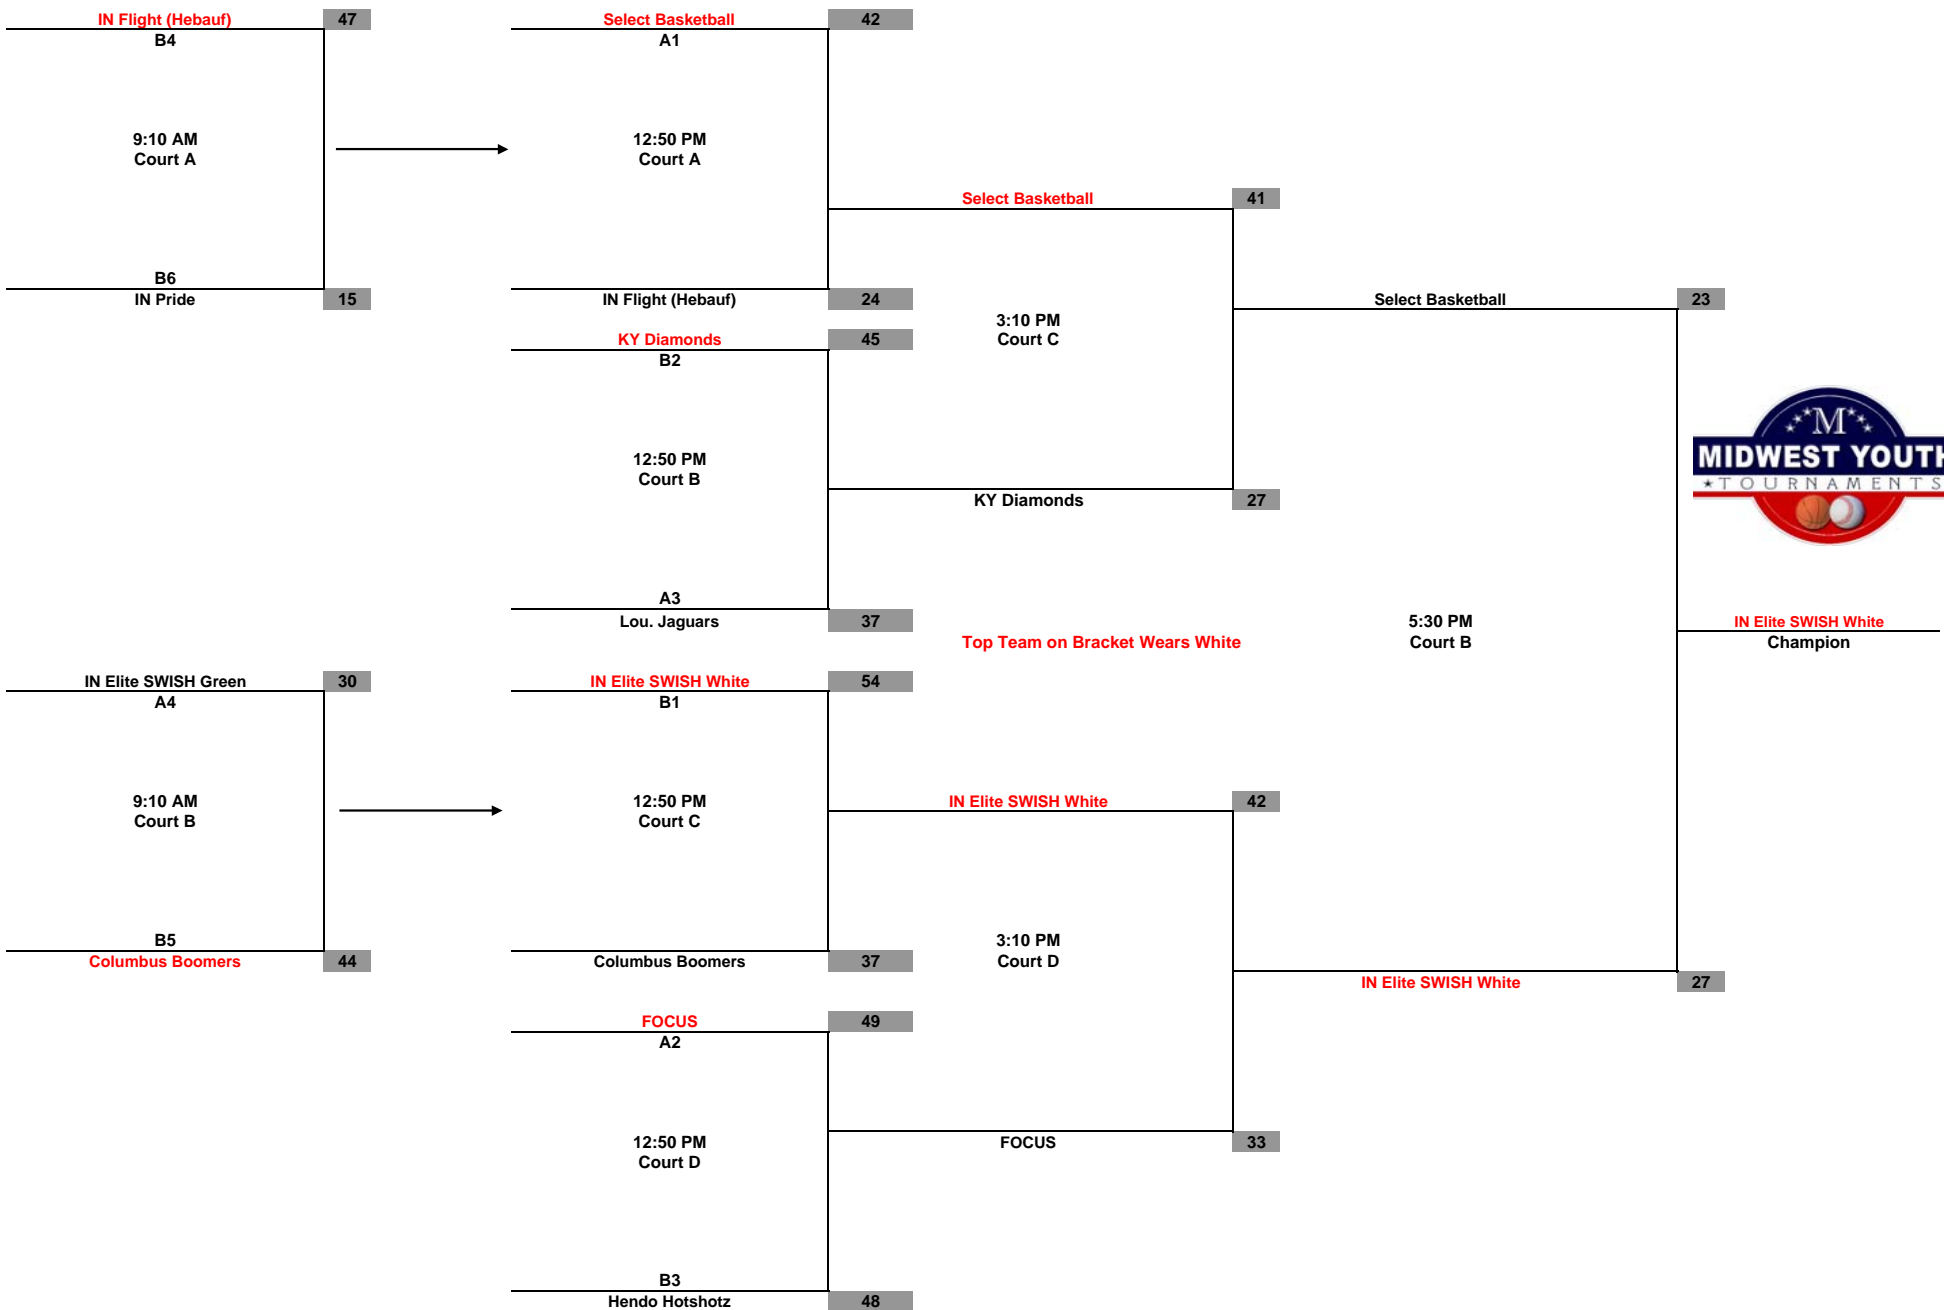 IN Flight (Hebauf) 47
B4
9:10 AM
Court A
B6
IN Pride 15
Select Basketball 42
A1
12:50 PM
Court A
IN Flight (Hebauf) 24
KY Diamonds 45
B2
12:50 PM
Court B
A3
Lou. Jaguars 37
Select Basketball 41
3:10 PM
Court C
KY Diamonds 27
Top Team on Bracket Wears White
Select Basketball 23
5:30 PM
Court B
M
MIDWEST YOUTH
TOURNAMENTS
IN Elite SWISH White
Champion
IN Elite SWISH Green 30
A4
9:10 AM
Court B
B5
Columbus Boomers 44
IN Elite SWISH White 54
B1
12:50 PM
Court C
Columbus Boomers 37
FOCUS 49
A2
12:50 PM
Court D
B3
Hendo Hotshotz 48
IN Elite SWISH White 42
3:10 PM
Court D
FOCUS 33
IN Elite SWISH White 27